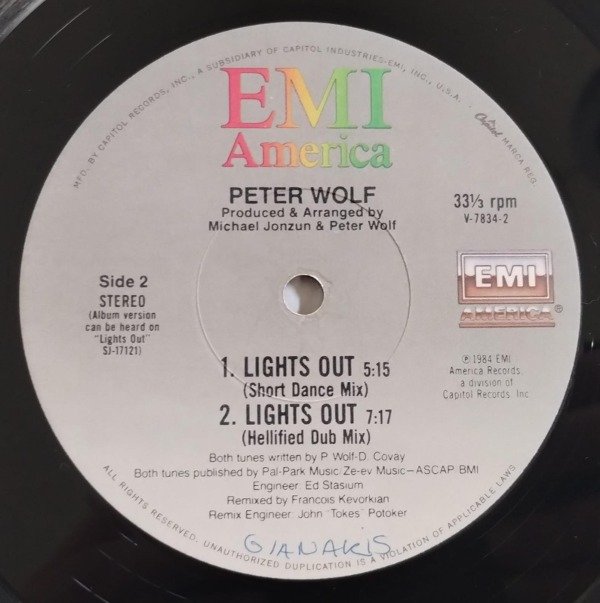 MFD. BY CAPITOL RECORDS, INC., A SUBSIDIARY OF CAPITOL INDUSTRIES-EMI, INC., U.S.A.
Capitol MARCA REG.
EMI
America
PETER WOLF
Produced & Arranged by
Michael Jonzun & Peter Wolf
33⅓ rpm
V-7834-2
Side 2
STEREO
(Album version
can be heard on
"Lights Out"
SJ-17121)
EMI
AMERICA®
℗ 1984 EMI
America Records,
a division of
Capitol Records, Inc
1. LIGHTS OUT 5:15
(Short Dance Mix)
2. LIGHTS OUT 7:17
(Hellified Dub Mix)
Both tunes written by P. Wolf-D. Covay
Both tunes published by Pal-Park Music/Ze-ev Music—ASCAP BMI
Engineer: Ed Stasium
Remixed by Francois Kevorkian
Remix Engineer: John "Tokes" Potoker
GIANAKIS
ALL RIGHTS RESERVED. UNAUTHORIZED DUPLICATION IS A VIOLATION OF APPLICABLE LAWS